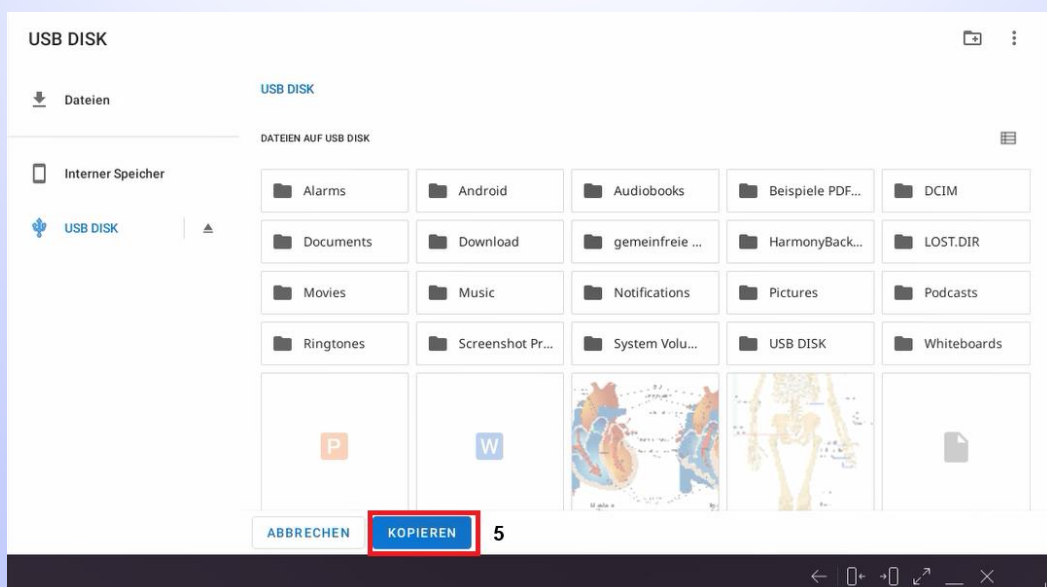 USB DISK
Dateien
USB DISK
DATEIEN AUF USB DISK
Interner Speicher
USB DISK
Alarms
Android
Audiobooks
Beispiele PDF...
DCIM
Documents
Download
gemeinfreie ...
HarmonyBack...
LOST.DIR
Movies
Music
Notifications
Pictures
Podcasts
Ringtones
Screenshot Pr...
System Volu...
USB DISK
Whiteboards
P
W
ABBRECHEN
KOPIEREN
5